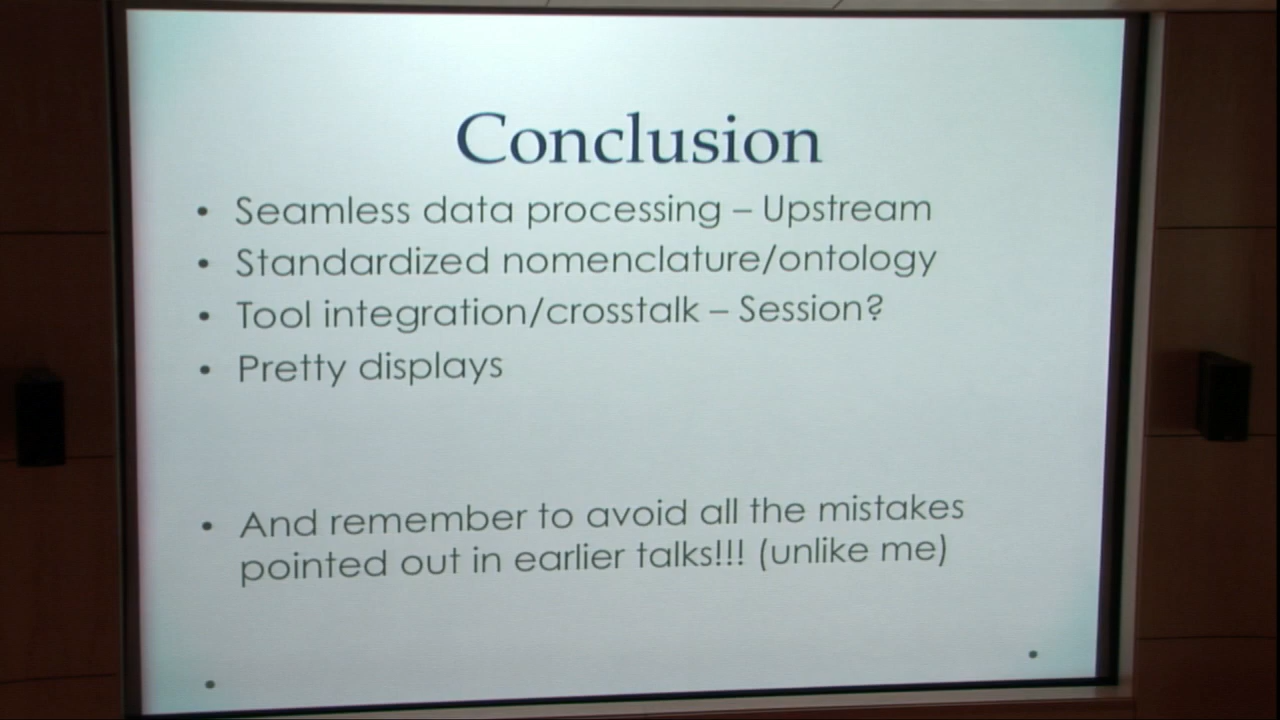 Conclusion
• Seamless data processing – Upstream
• Standardized nomenclature/ontology
• Tool integration/crosstalk – Session?
• Pretty displays
• And remember to avoid all the mistakes
pointed out in earlier talks!!! (unlike me)
•
•